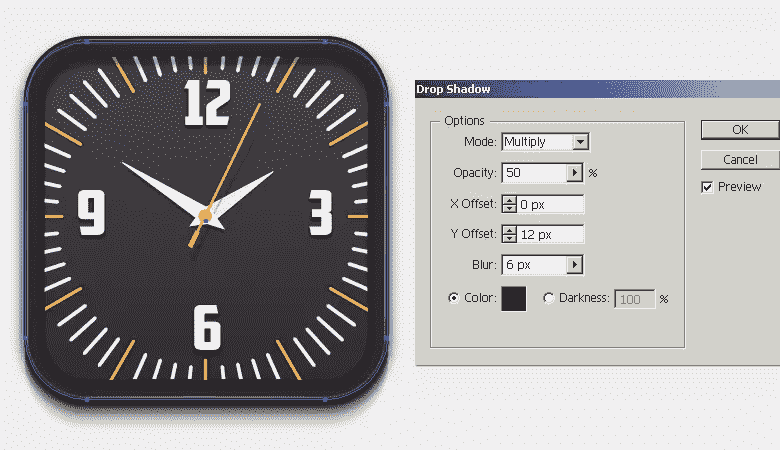 12
9
3
6
Drop Shadow
Options
Mode: Multiply
Opacity: 50 %
X Offset: 0 px
Y Offset: 12 px
Blur: 6 px
Color: Darkness: 100 %
OK
Cancel
Preview